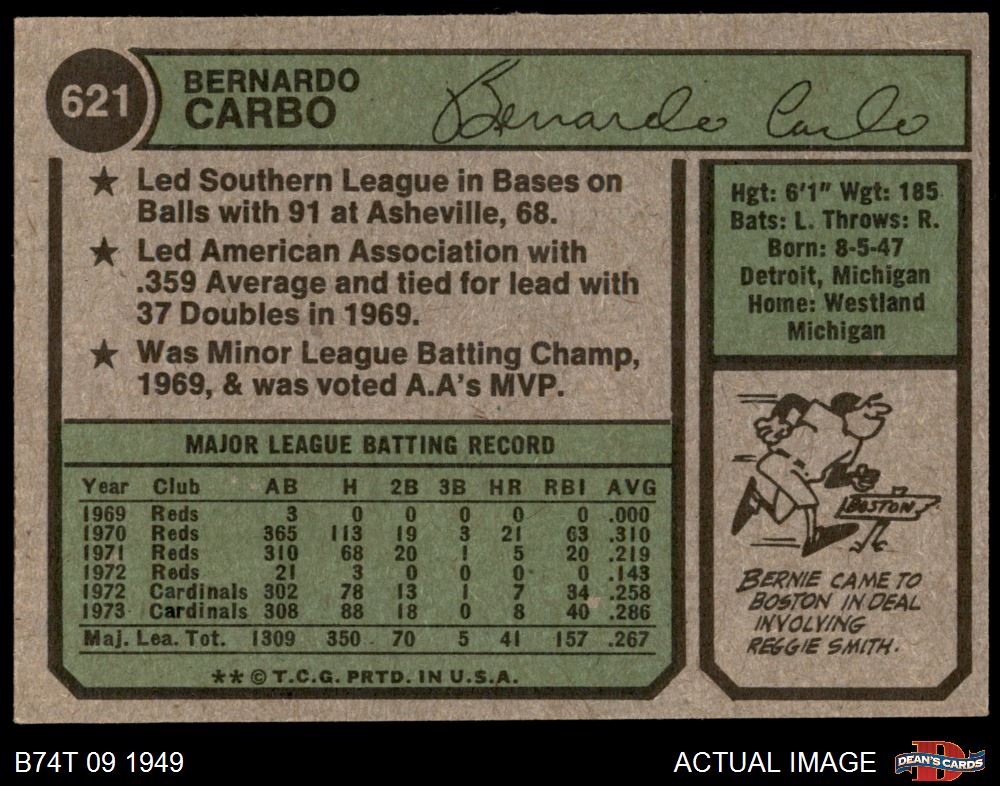 621
BERNARDO
CARBO
Bernardo Carbo
★ Led Southern League in Bases on
Balls with 91 at Asheville, 68.
★ Led American Association with
.359 Average and tied for lead with
37 Doubles in 1969.
★ Was Minor League Batting Champ,
1969, & was voted A.A's MVP.
Hgt: 6'1" Wgt: 185
Bats: L. Throws: R.
Born: 8-5-47
Detroit, Michigan
Home: Westland
Michigan
MAJOR LEAGUE BATTING RECORD
Year Club AB H 2B 3B HR RBI AVG
1969 Reds 3 0 0 0 0 0 .000
1970 Reds 365 113 19 3 21 63 .310
1971 Reds 310 68 20 1 5 20 .219
1972 Reds 21 3 0 0 0 0 .143
1972 Cardinals 302 78 13 1 7 34 .258
1973 Cardinals 308 88 18 0 8 40 .286
Maj. Lea. Tot. 1309 350 70 5 41 157 .267
** © T.C.G. PRTD. IN U.S.A.
BOSTON
BERNIE CAME TO
BOSTON IN DEAL
INVOLVING
REGGIE SMITH.
B74T 09 1949
ACTUAL IMAGE
D
DEAN'S CARDS